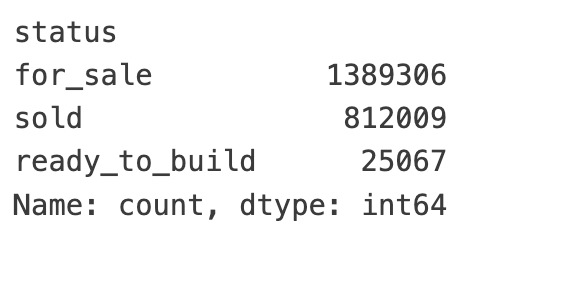 status
for_sale           1389306
sold                812009
ready_to_build       25067
Name: count, dtype: int64